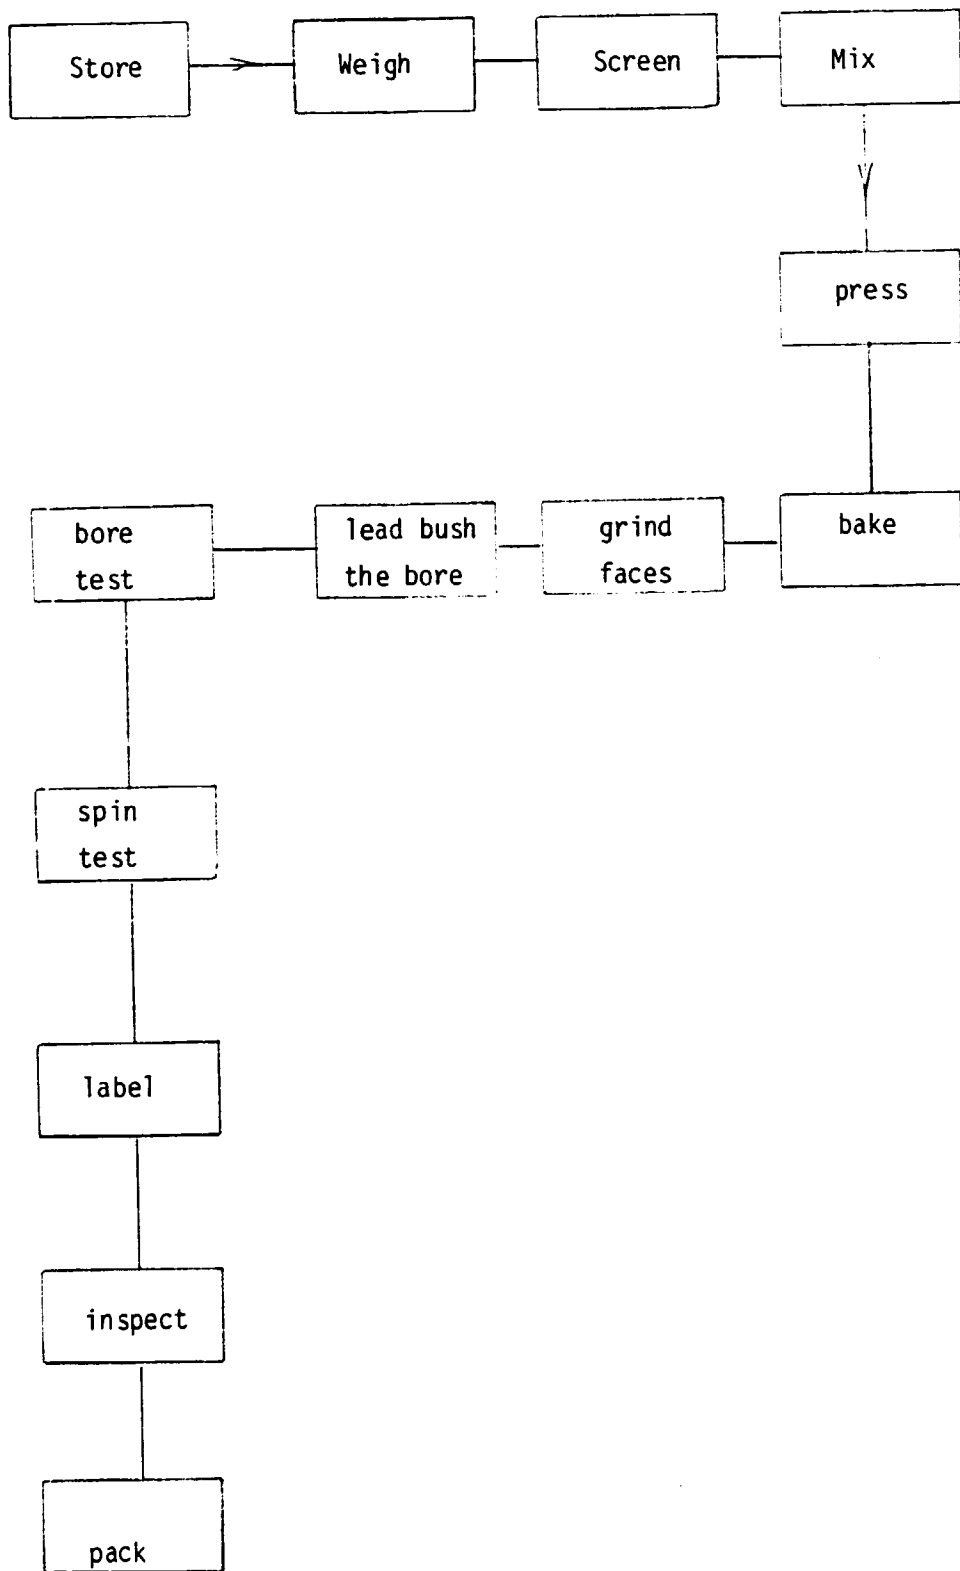 Store
Weigh
Screen
Mix
press
bake
grind
faces
lead bush
the bore
bore
test
spin
test
label
inspect
pack